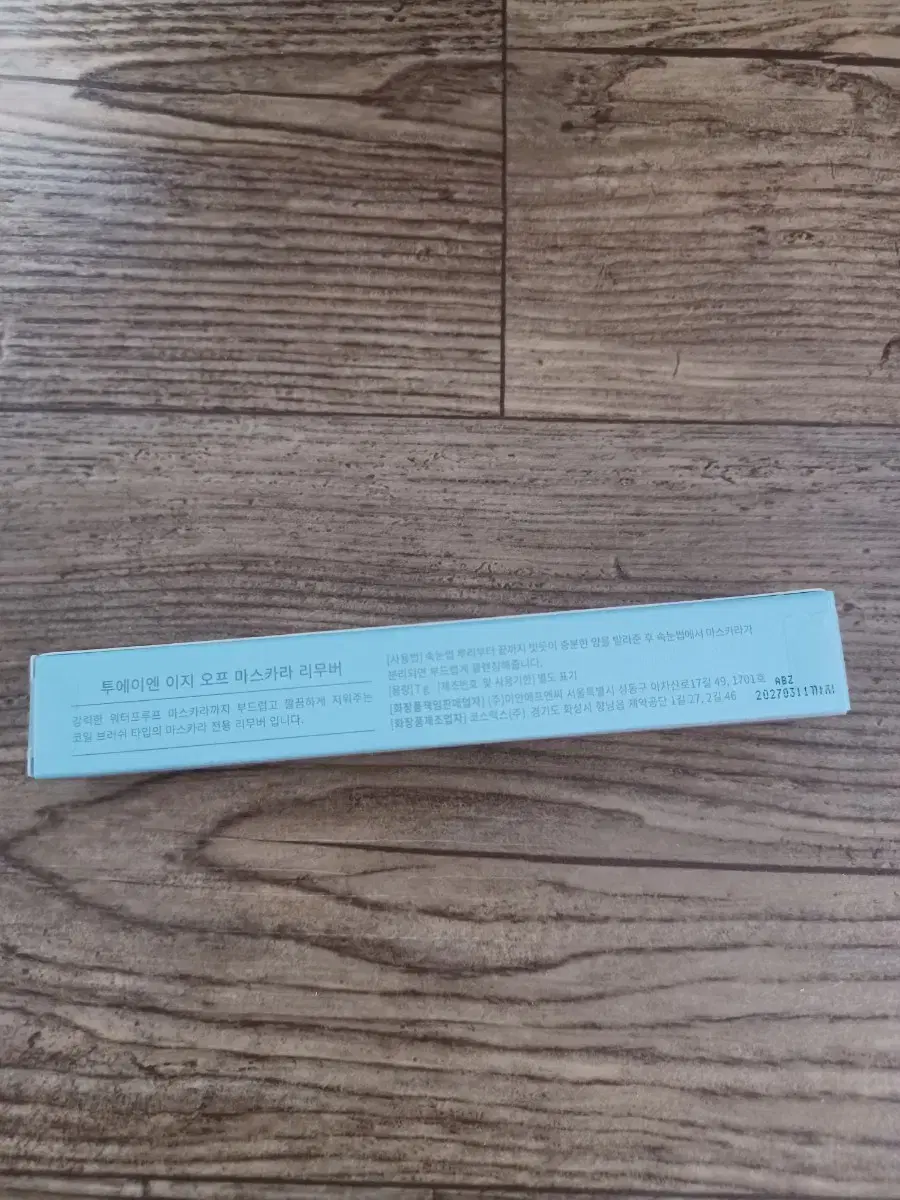 투에이엔 이지 오프 마스카라 리무버
강력한 워터프루프 마스카라까지 부드럽고 깔끔하게 지워주는
코일 브러쉬 타입의 마스카라 전용 리무버 입니다.
[사용법] 속눈썹 뿌리부터 끝까지 빗듯이 충분한 양을 발라준 후 속눈썹에서 마스카라가
분리되면 부드럽게 클렌징해줍니다.
[용량] 7g [제조번호 및 사용기한] 별도 표기
[화장품책임판매업자] (주)이안에프엔씨 서울특별시 성동구 아차산로17길 49, 1701호
[화장품제조업자] 코스맥스(주) 경기도 화성시 향남읍 제약공단 1길 27, 2길 46
ABZ
20270311까지